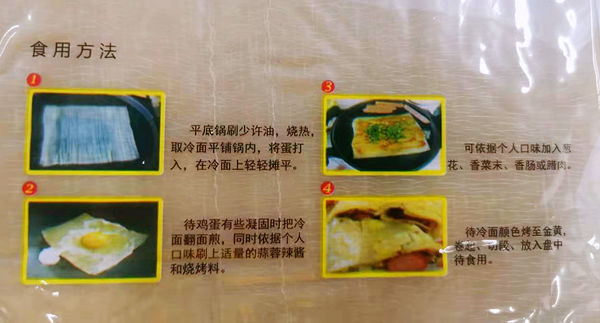 食用方法
1
平底锅刷少许油，烧热，
取冷面平铺锅内，将蛋打
入，在冷面上轻轻摊平。
2
待鸡蛋有些凝固时把冷
面翻面煎，同时依据个人
口味刷上适量的蒜蓉辣酱
和烧烤料。
3
可依据个人口味加入葱
花、香菜末、香肠或腊肉。
4
待冷面颜色烤至金黄，
卷起、切段、放入盘中
待食用。